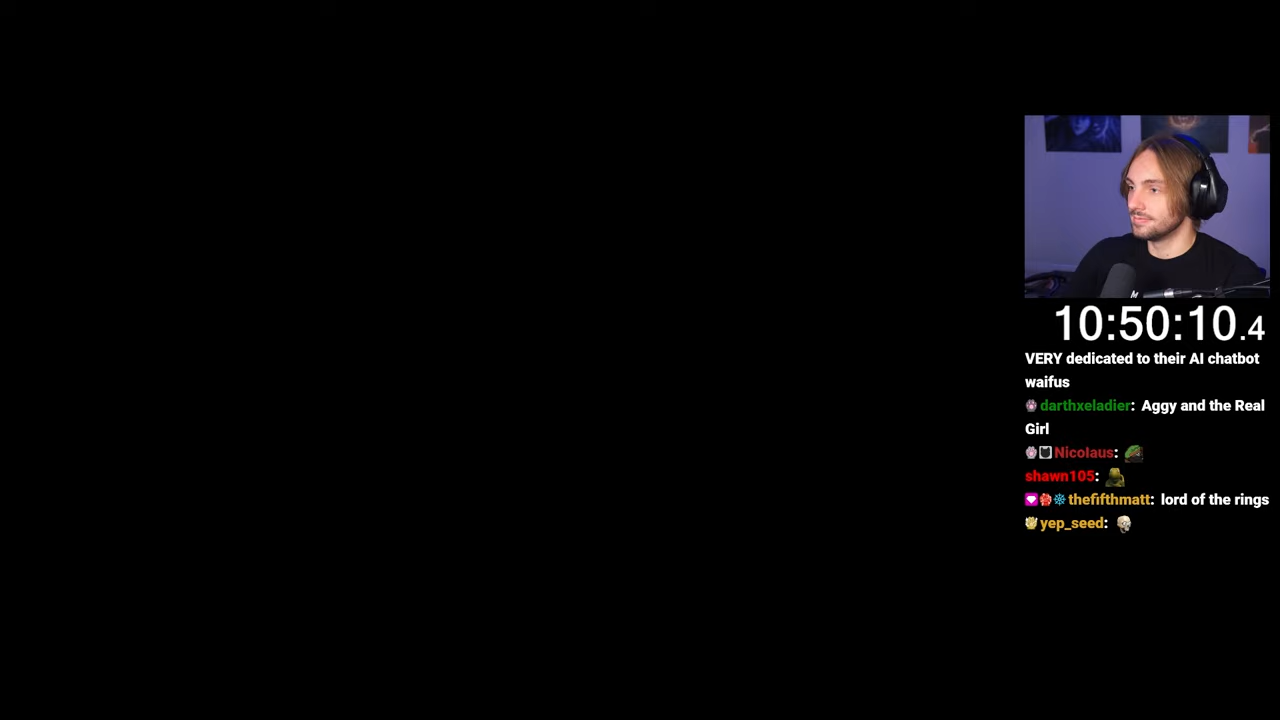 10:50:10.4
VERY dedicated to their AI chatbot
waifus
darthxeladier: Aggy and the Real
Girl
Nicolaus:
shawn105:
thefifthmatt: lord of the rings
yep_seed: